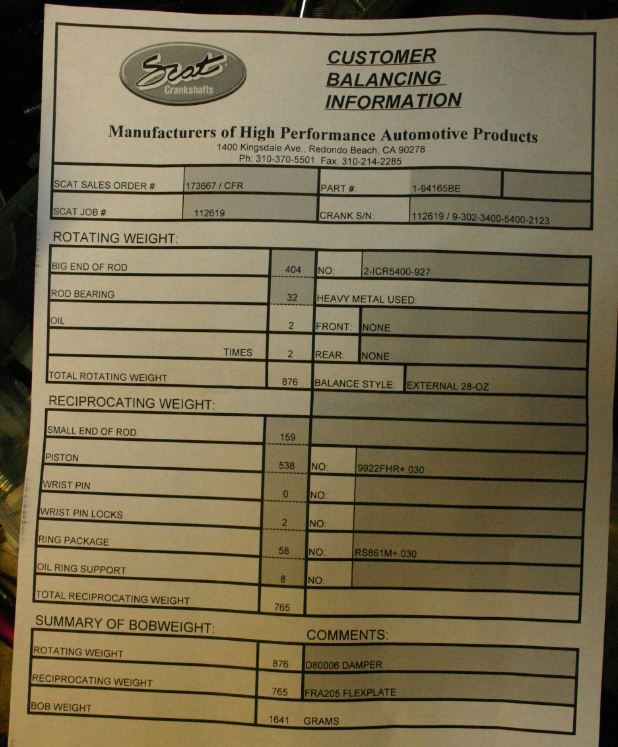 Scat
Crankshafts
CUSTOMER
BALANCING
INFORMATION
Manufacturers of High Performance Automotive Products
1400 Kingsdale Ave., Redondo Beach, CA 90278
Ph: 310-370-5501 Fax: 310-214-2285
SCAT SALES ORDER #: 173667 / CFR PART #: 1-94165BE
SCAT JOB #: 112619 CRANK S/N: 112619 / 9-302-3400-5400-2123
ROTATING WEIGHT:
BIG END OF ROD 404 NO: 2-ICR5400-927
ROD BEARING 32 HEAVY METAL USED:
OIL 2 FRONT: NONE
TIMES 2 REAR: NONE
TOTAL ROTATING WEIGHT 876 BALANCE STYLE: EXTERNAL 28-OZ
RECIPROCATING WEIGHT:
SMALL END OF ROD 159
PISTON 538 NO: 9922FHR+.030
WRIST PIN 0 NO.
WRIST PIN LOCKS 2 NO:
RING PACKAGE 58 NO: RS861M+.030
OIL RING SUPPORT 8 NO:
TOTAL RECIPROCATING WEIGHT 765
SUMMARY OF BOBWEIGHT: COMMENTS:
ROTATING WEIGHT 876 D80006 DAMPER
RECIPROCATING WEIGHT 765 FRA205 FLEXPLATE
BOB WEIGHT 1641 GRAMS